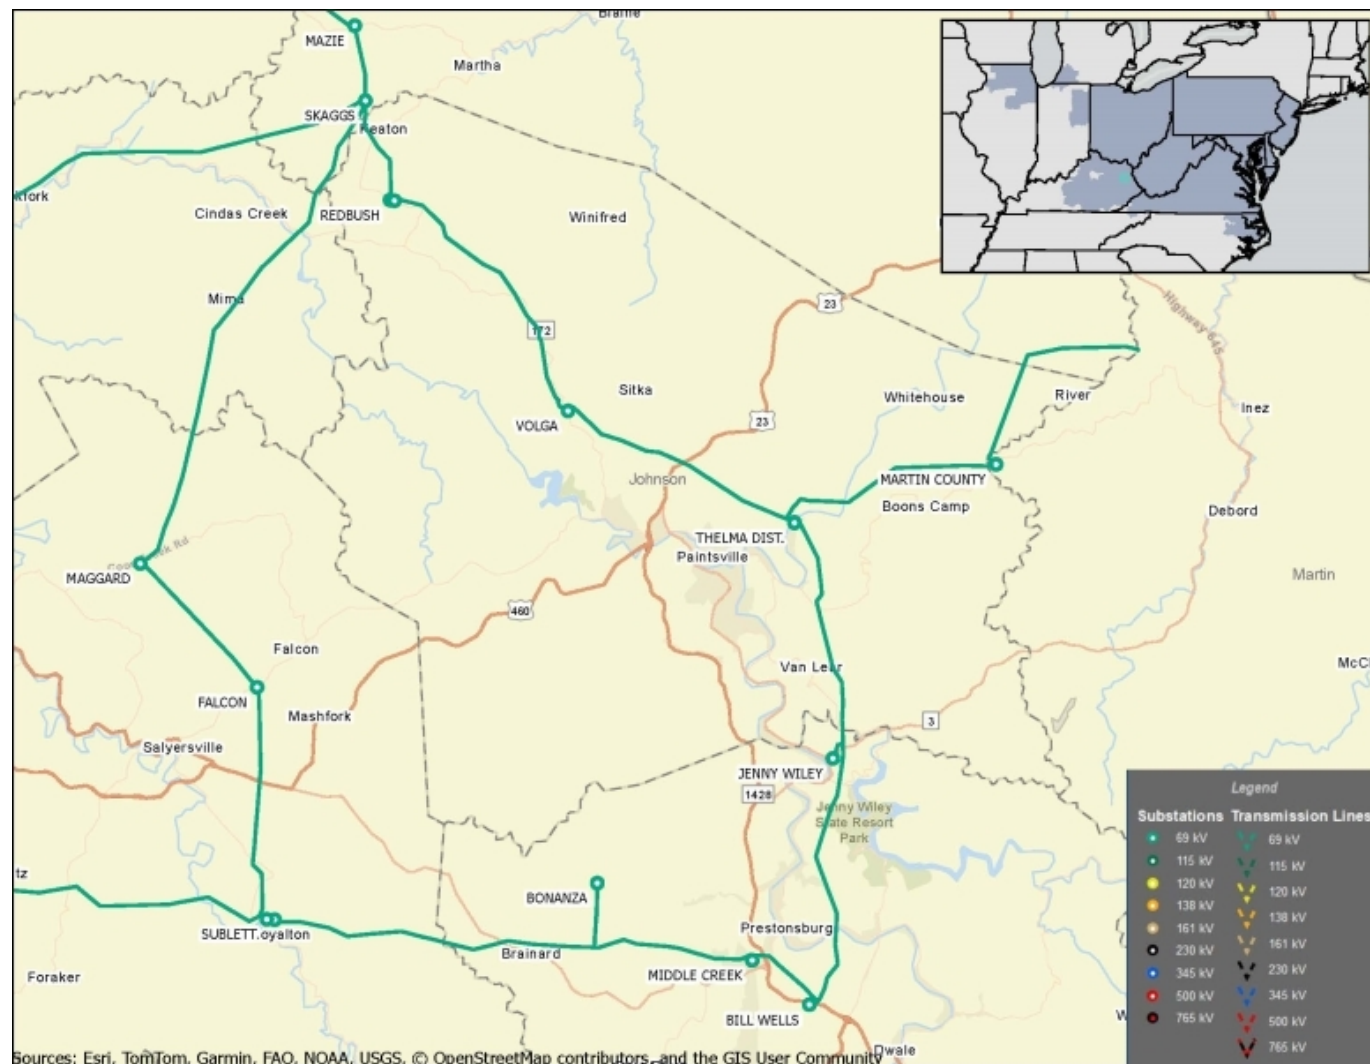 Blaine
MAZIE
Martha
SKAGGS
Keaton
kfork
Cindas Creek
REDBUSH
Winifred
Mima
23
Highway 645
172
Sitka
Whitehouse
River
Inez
VOLGA
23
Johnson
MARTIN COUNTY
Boons Camp
Debord
THELMA DIST.
Paintsville
Rd
MAGGARD
Martin
460
Falcon
Van Lear
McC
FALCON
Mashfork
3
Salyersville
JENNY WILEY
1428
Jenny Wiley
State Resort
Park
tz
BONANZA
SUBLETT.oyalton
Prestonsburg
Brainard
Foraker
MIDDLE CREEK
BILL WELLS
W
Dwale
Legend
Substations Transmission Lines
69 kV 69 kV
115 kV 115 kV
120 kV 120 kV
138 kV 138 kV
161 kV 161 kV
230 kV 230 kV
345 kV 345 kV
500 kV 500 kV
765 kV 765 kV
Sources: Esri, TomTom, Garmin, FAO, NOAA, USGS, © OpenStreetMap contributors, and the GIS User Community